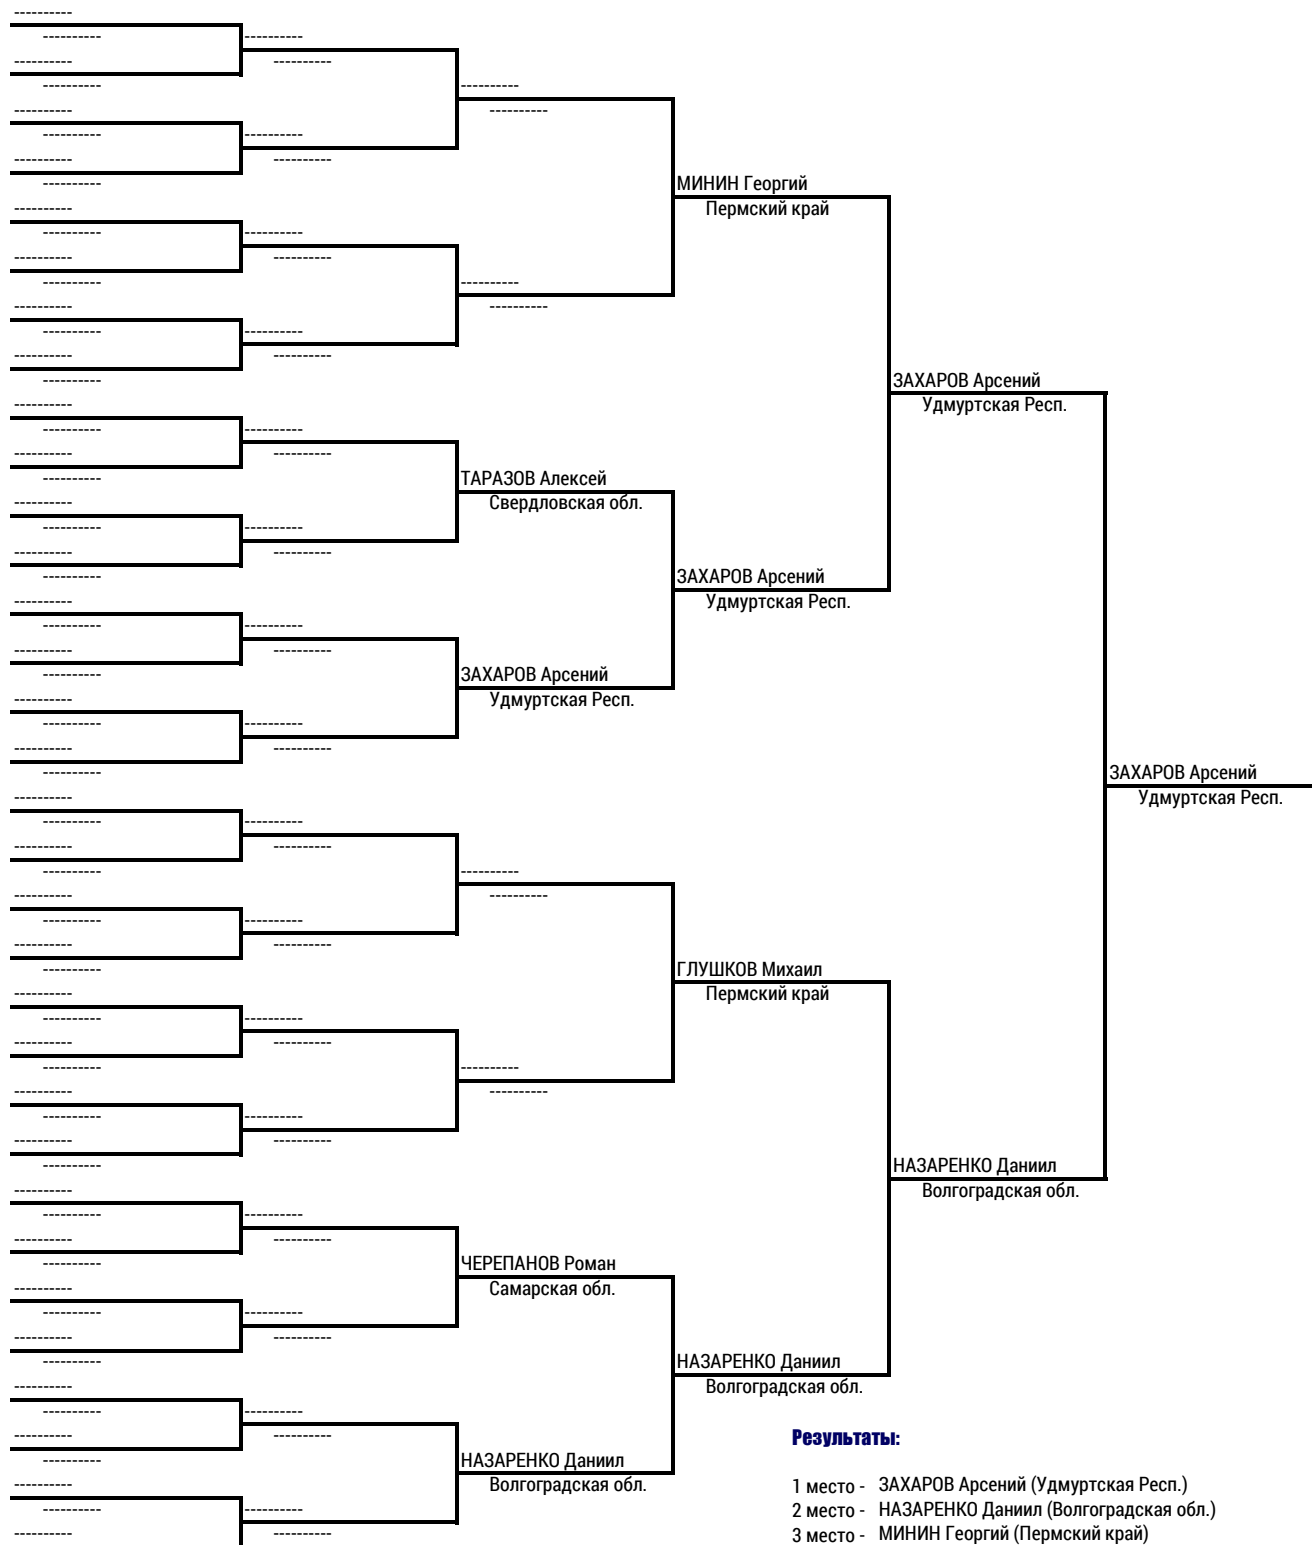 МИНИН Георгий
Пермский край
ЗАХАРОВ Арсений
Удмуртская Респ.
ТАРАЗОВ Алексей
Свердловская обл.
ЗАХАРОВ Арсений
Удмуртская Респ.
ЗАХАРОВ Арсений
Удмуртская Респ.
ЗАХАРОВ Арсений
Удмуртская Респ.
ГЛУШКОВ Михаил
Пермский край
НАЗАРЕНКО Даниил
Волгоградская обл.
ЧЕРЕПАНОВ Роман
Самарская обл.
НАЗАРЕНКО Даниил
Волгоградская обл.
НАЗАРЕНКО Даниил
Волгоградская обл.
Результаты:
1 место - ЗАХАРОВ Арсений (Удмуртская Респ.)
2 место - НАЗАРЕНКО Даниил (Волгоградская обл.)
3 место - МИНИН Георгий (Пермский край)